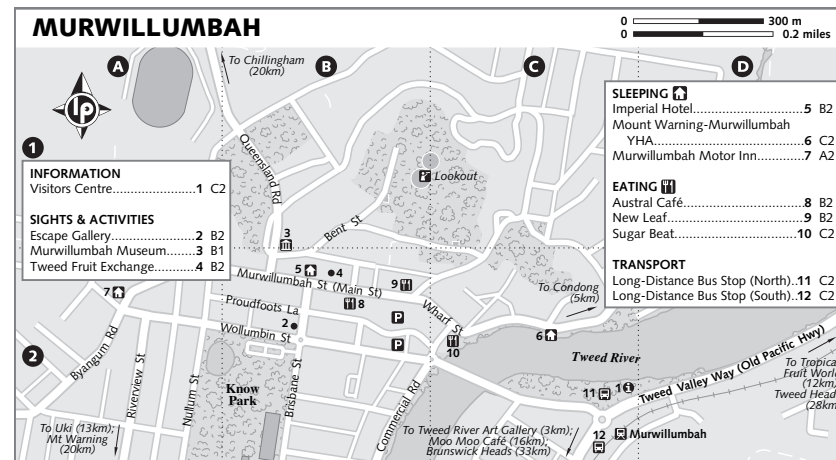 MURWILLUMBAH
0 300 m
0 0.2 miles
A
B
C
D
To Chillingham
(20km)
lp
1
INFORMATION
Visitors Centre 1 C2
SIGHTS & ACTIVITIES
Escape Gallery 2 B2
Murwillumbah Museum 3 B1
Tweed Fruit Exchange 4 B2
SLEEPING
Imperial Hotel 5 B2
Mount Warning-Murwillumbah
YHA 6 C2
Murwillumbah Motor Inn 7 A2
EATING
Austral Café 8 B2
New Leaf 9 B2
Sugar Beat 10 C2
TRANSPORT
Long-Distance Bus Stop (North) 11 C2
Long-Distance Bus Stop (South) 12 C2
Queensland Rd
Lookout
Bent St
3
5
4
Murwillumbah St (Main St)
9
8
7
Proudfoots La
2
Wollumbin St
P
P
Wharf St
10
To Condong
(5km)
6
Tweed River
2
Byangum Rd
Riverview St
Nullum St
Know
Park
Brisbane St
Commercial Rd
11
1
Tweed Valley Way (Old Pacific Hwy)
To Tropical
Fruit World
(12km)
Tweed Heads
(28km)
To Uki (13km);
Mt Warning
(20km)
To Tweed River Art Gallery (3km);
Moo Moo Café (16km);
Brunswick Heads (33km)
12
Murwillumbah